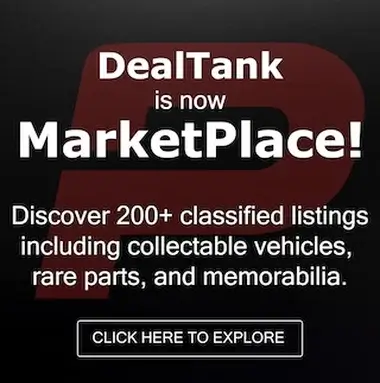 DealTank
is now
MarketPlace!
Discover 200+ classified listings
including collectable vehicles,
rare parts, and memorabilia.
CLICK HERE TO EXPLORE